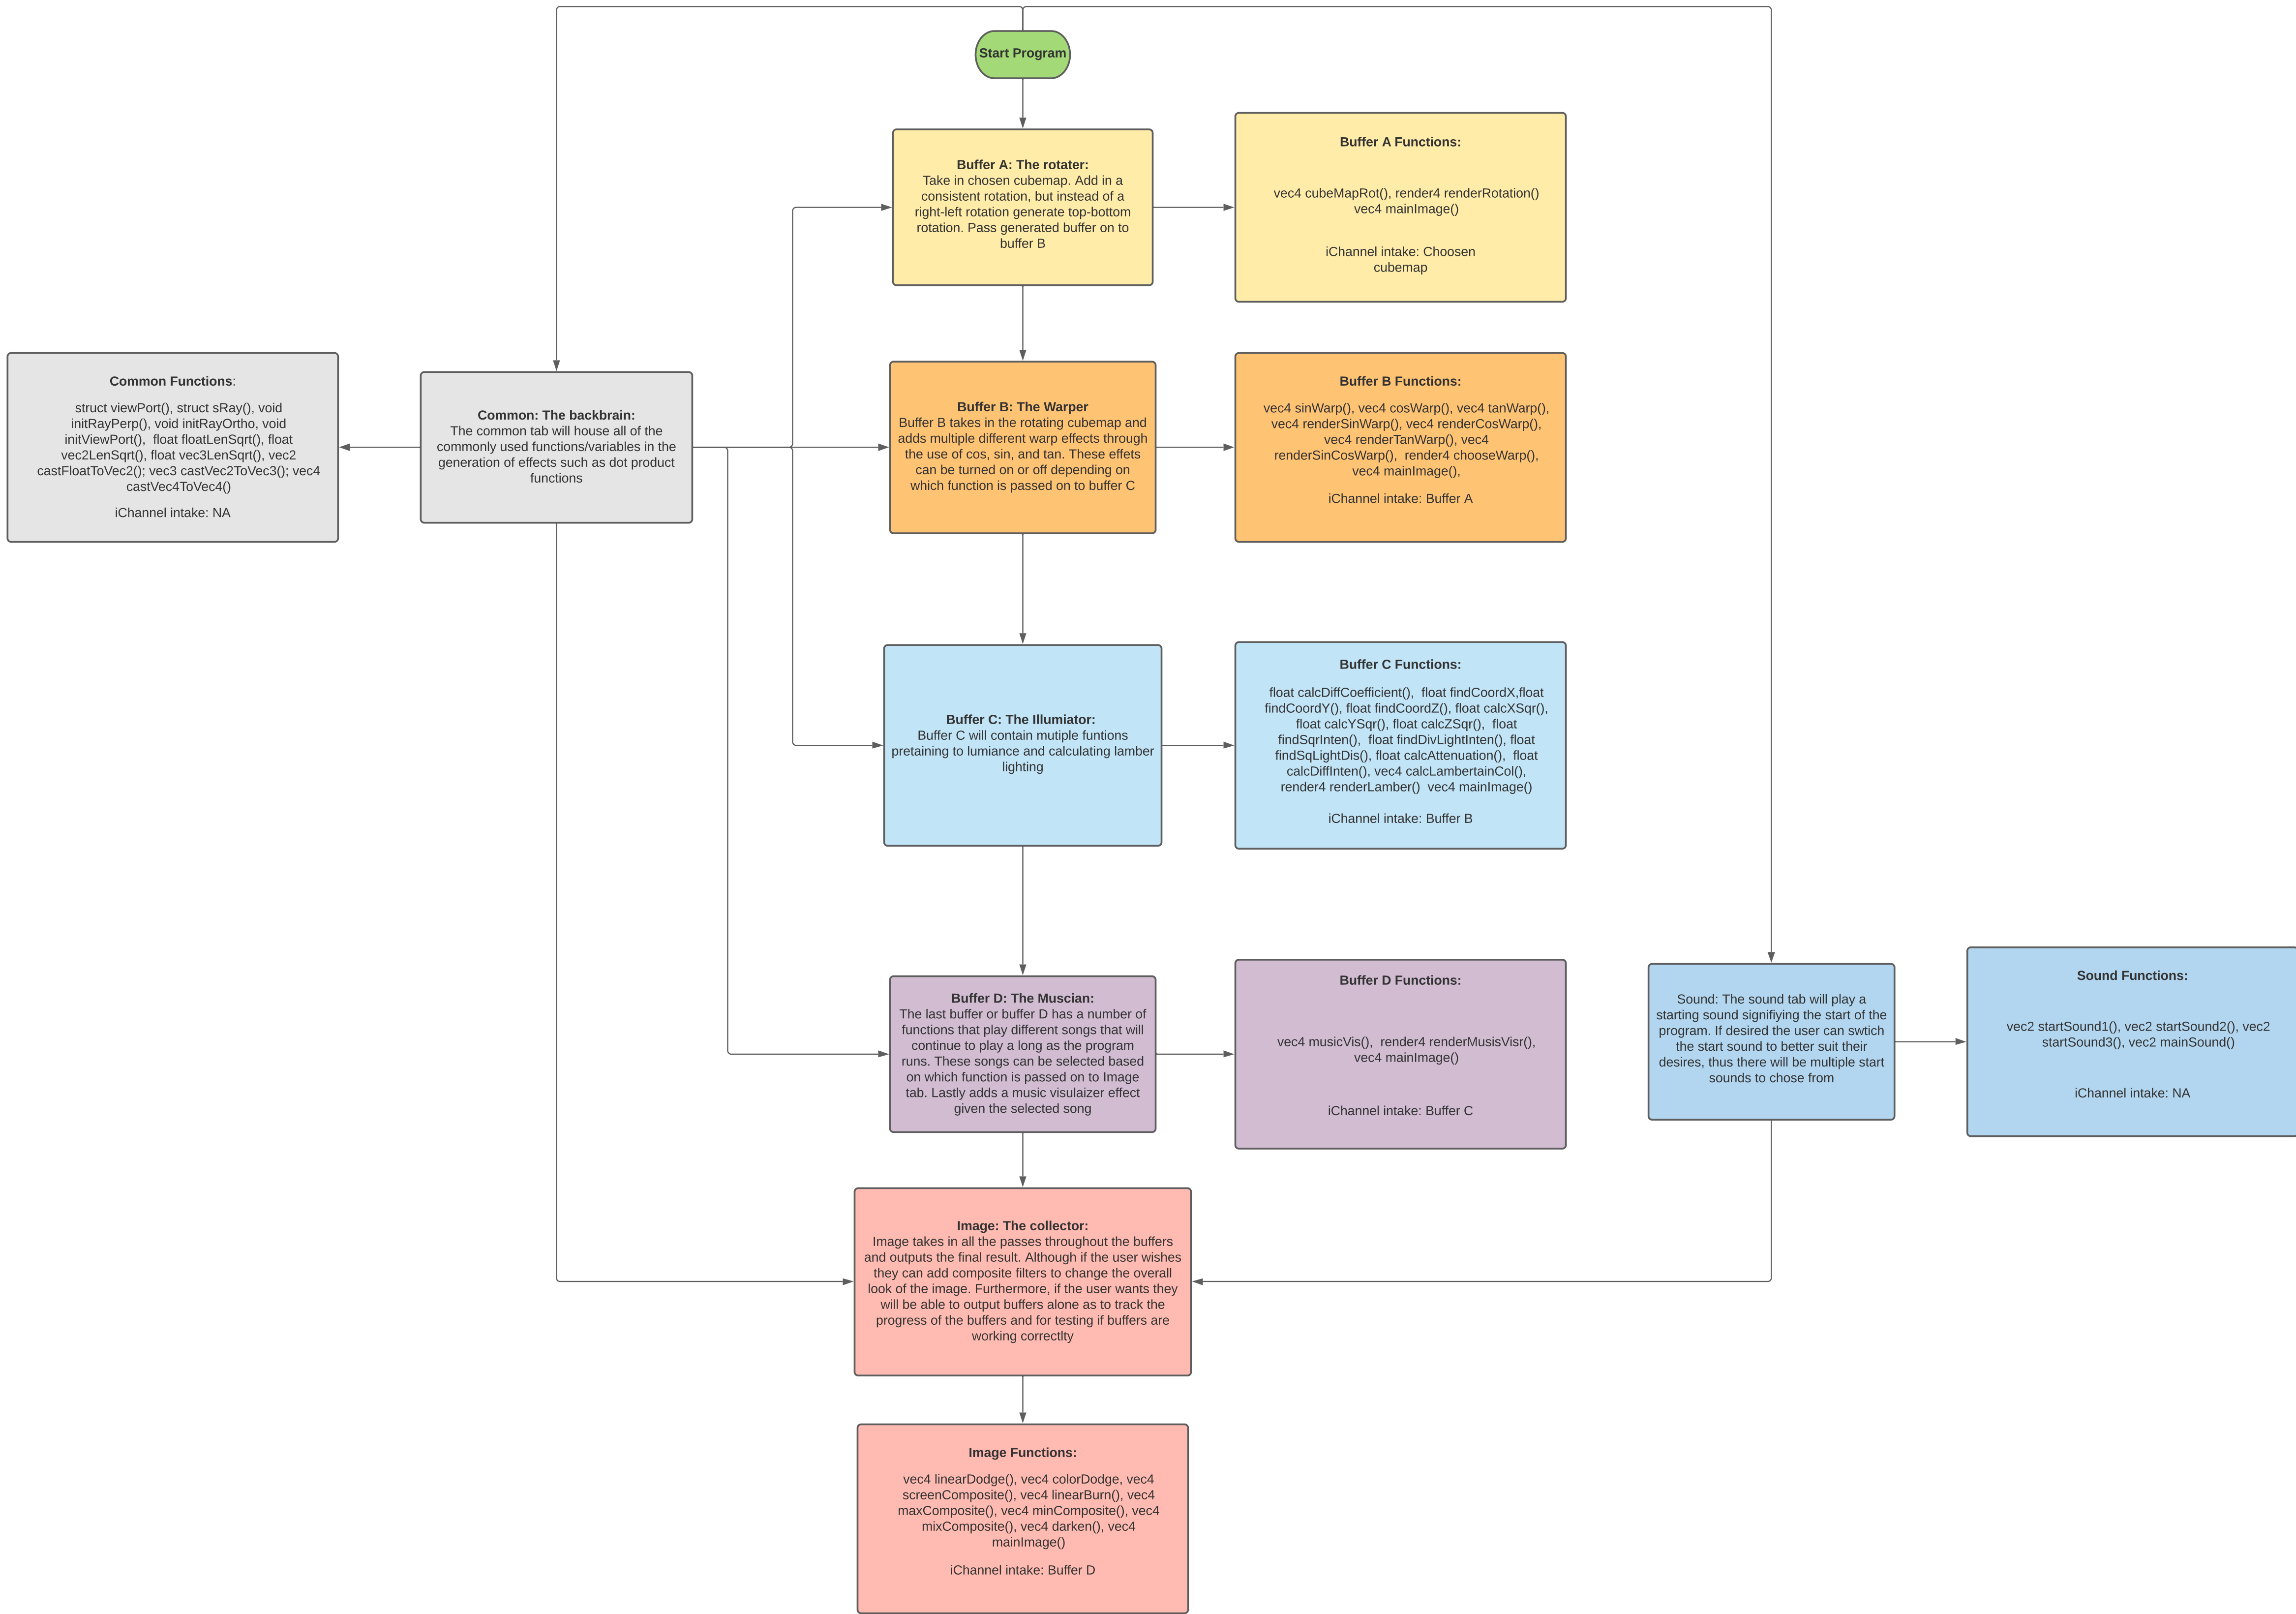 Start Program
Buffer A: The rotater:
Take in chosen cubemap. Add in a
consistent rotation, but instead of a
right-left rotation generate top-bottom
rotation. Pass generated buffer on to
buffer B
Buffer A Functions:
vec4 cubeMapRot(), render4 renderRotation()
vec4 mainImage()
iChannel intake: Choosen
cubemap
Common Functions:
struct viewPort(), struct sRay(), void
initRayPerp(), void initRayOrtho, void
initViewPort(),  float floatLenSqrt(), float
vec2LenSqrt(), float vec3LenSqrt(), vec2
castFloatToVec2(); vec3 castVec2ToVec3(); vec4
castVec4ToVec4()
iChannel intake: NA
Common: The backbrain:
The common tab will house all of the
commonly used functions/variables in the
generation of effects such as dot product
functions
Buffer B: The Warper
Buffer B takes in the rotating cubemap and
adds multiple different warp effects through
the use of cos, sin, and tan. These effets
can be turned on or off depending on
which function is passed on to buffer C
Buffer B Functions:
vec4 sinWarp(), vec4 cosWarp(), vec4 tanWarp(),
vec4 renderSinWarp(), vec4 renderCosWarp(),
vec4 renderTanWarp(), vec4
renderSinCosWarp(),  render4 chooseWarp(),
vec4 mainImage(),
iChannel intake: Buffer A
Buffer C: The Illumiator:
Buffer C will contain mutiple funtions
pretaining to lumiance and calculating lamber
lighting
Buffer C Functions:
float calcDiffCoefficient(),  float findCoordX,float
findCoordY(), float findCoordZ(), float calcXSqr(),
float calcYSqr(), float calcZSqr(),  float
findSqrInten(),  float findDivLightInten(), float
findSqLightDis(), float calcAttenuation(),  float
calcDiffInten(), vec4 calcLambertainCol(),
render4 renderLamber()  vec4 mainImage()
iChannel intake: Buffer B
Buffer D: The Muscian:
The last buffer or buffer D has a number of
functions that play different songs that will
continue to play a long as the program
runs. These songs can be selected based
on which function is passed on to Image
tab. Lastly adds a music visulaizer effect
given the selected song
Buffer D Functions:
vec4 musicVis(),  render4 renderMusisVisr(),
vec4 mainImage()
iChannel intake: Buffer C
Sound: The sound tab will play a
starting sound signifiying the start of the
program. If desired the user can swtich
the start sound to better suit their
desires, thus there will be multiple start
sounds to chose from
Sound Functions:
vec2 startSound1(), vec2 startSound2(), vec2
startSound3(), vec2 mainSound()
iChannel intake: NA
Image: The collector:
Image takes in all the passes throughout the buffers
and outputs the final result. Although if the user wishes
they can add composite filters to change the overall
look of the image. Furthermore, if the user wants they
will be able to output buffers alone as to track the
progress of the buffers and for testing if buffers are
working correctlty
Image Functions:
vec4 linearDodge(), vec4 colorDodge, vec4
screenComposite(), vec4 linearBurn(), vec4
maxComposite(), vec4 minComposite(), vec4
mixComposite(), vec4 darken(), vec4
mainImage()
iChannel intake: Buffer D